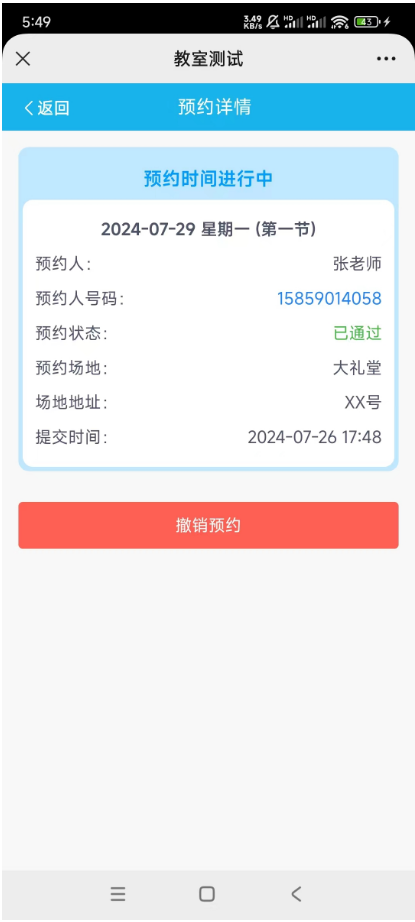 5:49 3.49 KB/s HD HD 43
教室测试
返回 预约详情
预约时间进行中
2024-07-29 星期一 (第一节)
预约人: 张老师
预约人号码: 15859014058
预约状态: 已通过
预约场地: 大礼堂
场地地址: XX号
提交时间: 2024-07-26 17:48
撤销预约